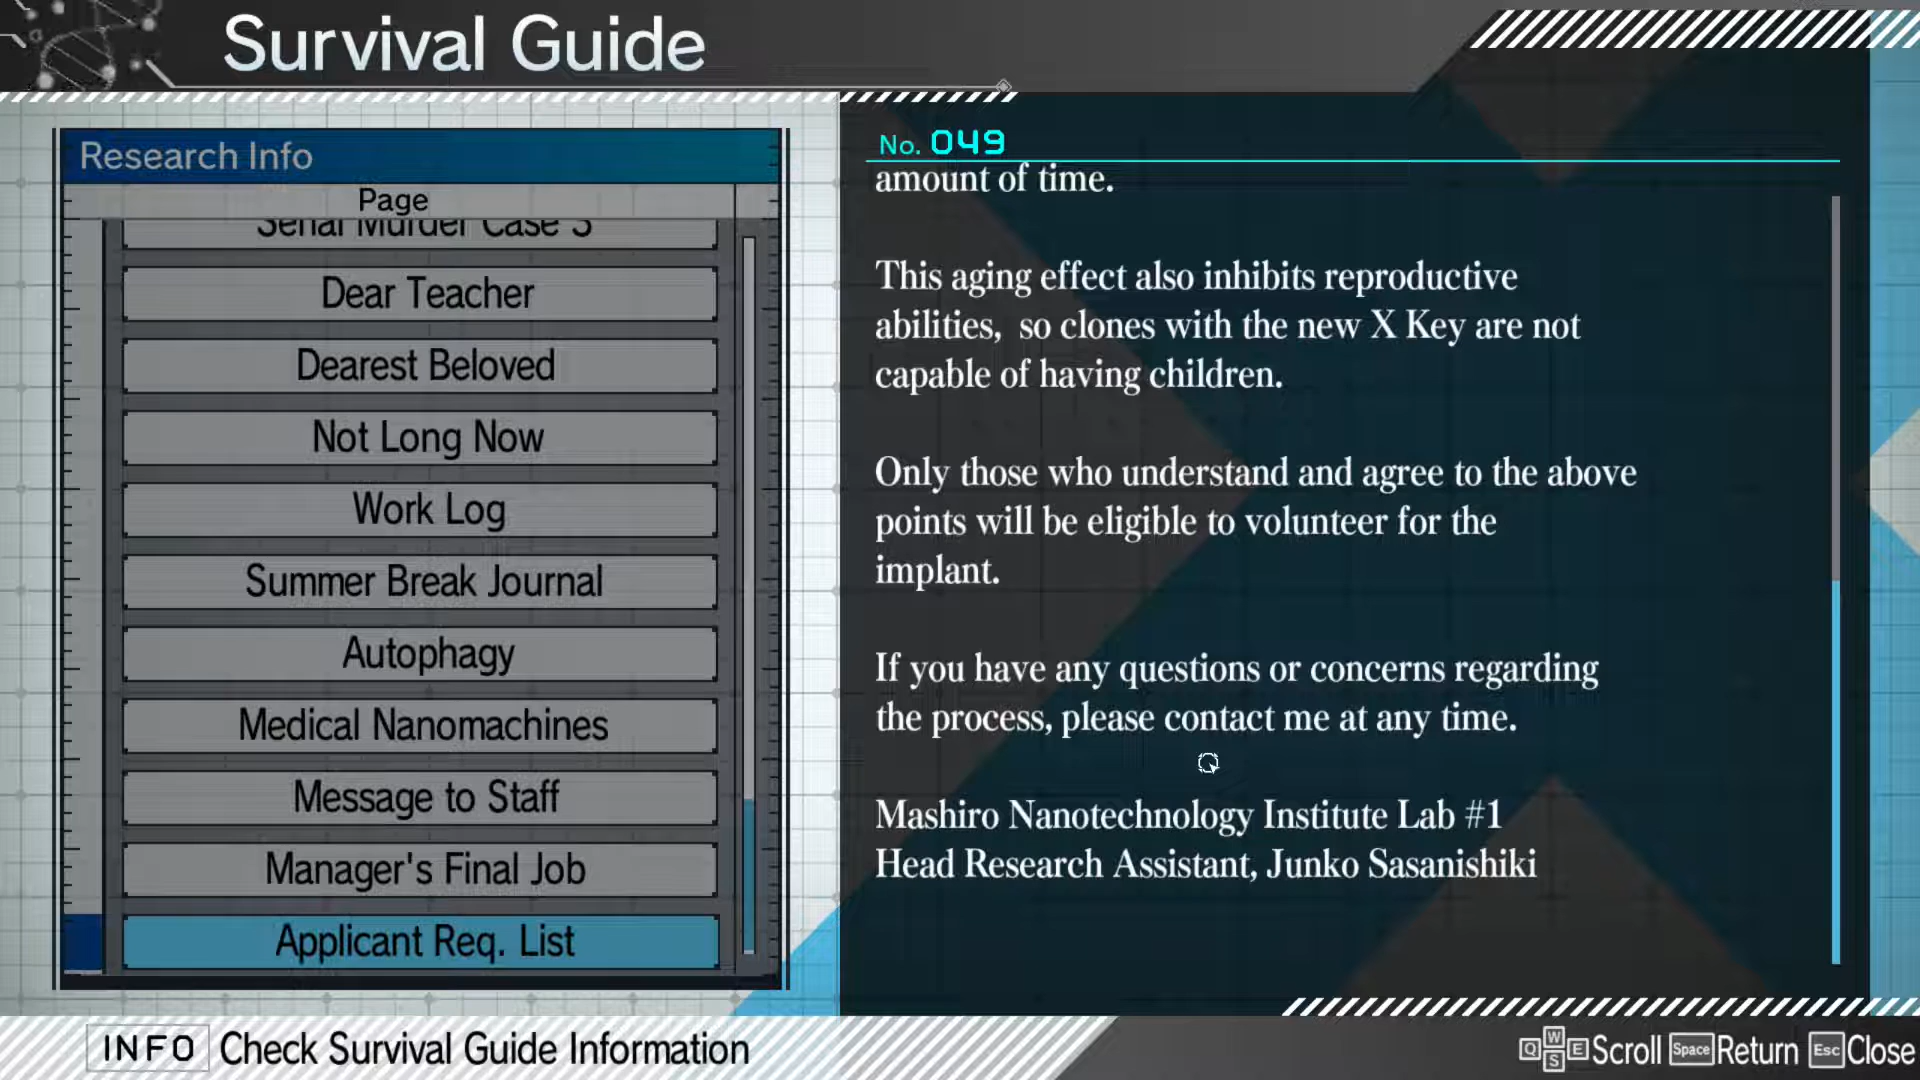 Survival Guide
Research Info
Page
Serial Murder Case 3
Dear Teacher
Dearest Beloved
Not Long Now
Work Log
Summer Break Journal
Autophagy
Medical Nanomachines
Message to Staff
Manager's Final Job
Applicant Req. List
No. 049
amount of time.
This aging effect also inhibits reproductive
abilities, so clones with the new X Key are not
capable of having children.
Only those who understand and agree to the above
points will be eligible to volunteer for the
implant.
If you have any questions or concerns regarding
the process, please contact me at any time.
Mashiro Nanotechnology Institute Lab #1
Head Research Assistant, Junko Sasanishiki
INFO Check Survival Guide Information
Q W S E Scroll Space Return Esc Close